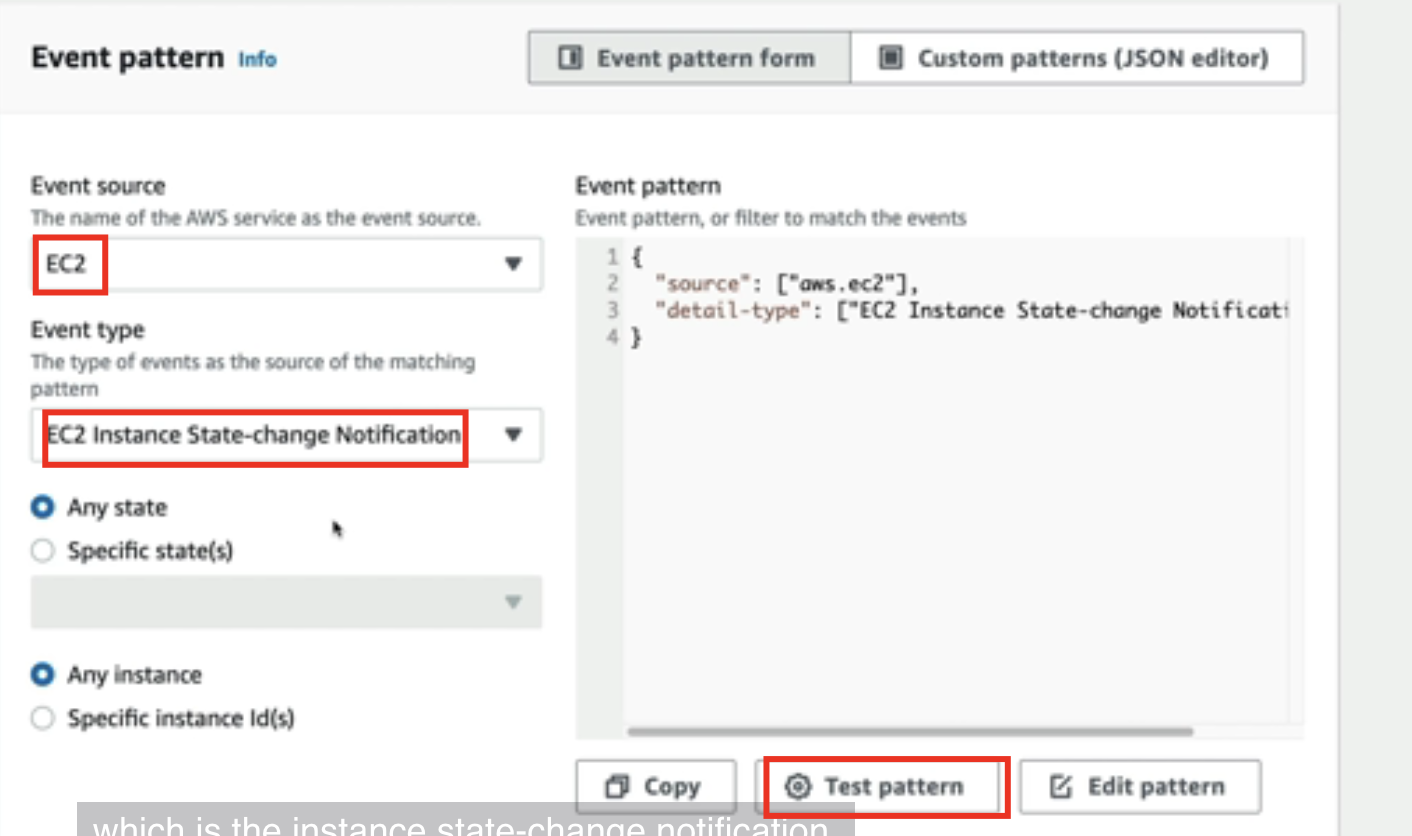 Event pattern Info
Event pattern form
Custom patterns (JSON editor)
Event source
The name of the AWS service as the event source.
EC2
Event type
The type of events as the source of the matching
pattern
EC2 Instance State-change Notification
Any state
Specific state(s)
Any instance
Specific instance Id(s)
Event pattern
Event pattern, or filter to match the events
1 {
2 "source": ["aws.ec2"],
3 "detail-type": ["EC2 Instance State-change Notificati
4 }
Copy
Test pattern
Edit pattern
which is the instance state-change notification